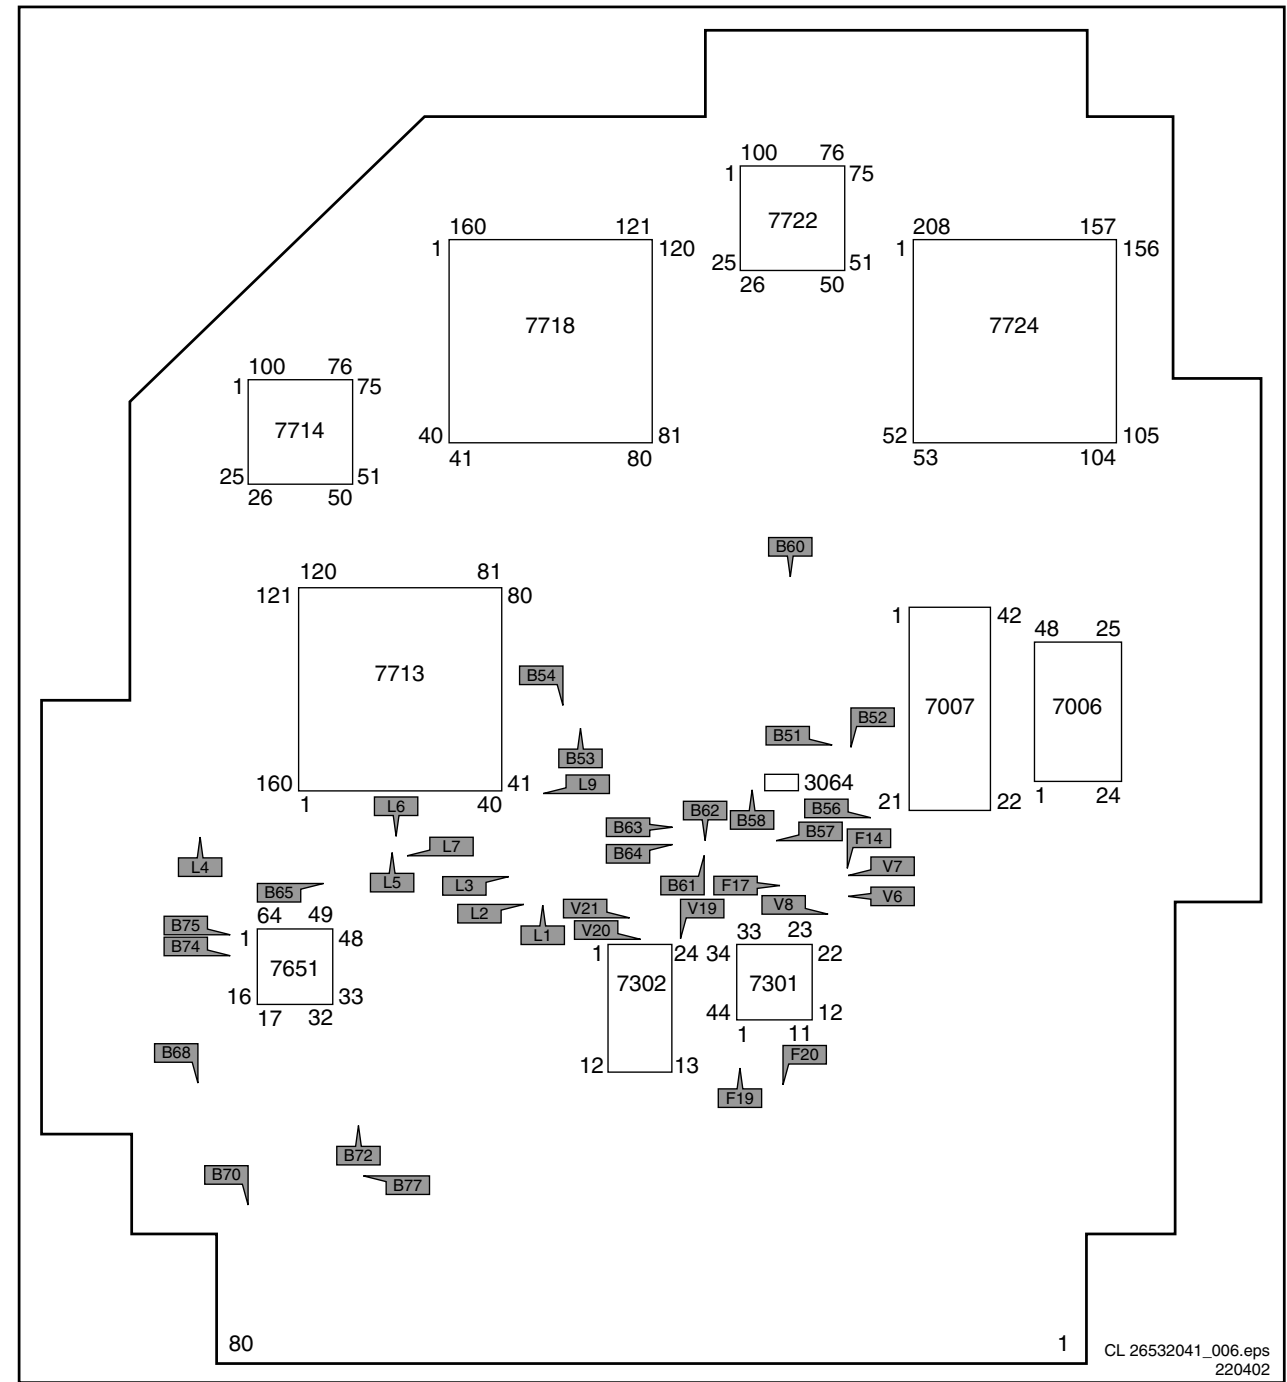 100 76
1 75
7722
25 51
26 50
160 121
1 120
7718
40 81
41 80
208 157
1 156
7724
52 105
53 104
100 76
1 75
7714
25 51
26 50
B60
120 81
121 80
7713
160 41
1 40
1 42
7007
21 22
48 25
7006
1 24
B54
B52
B51
B53
L9
3064
L6
B62
B58
B56
B63
B57
F14
B64
L7
L4
V7
L5
L3
B65
B61
F17
V6
L2
V21
V19
V8
B75
V20
L1
B74
64 49
1 48
7651
16 33
17 32
1 24
7302
12 13
33 23
34 22
7301
44 12
1 11
B68
F20
F19
B72
B70
B77
80 1
CL 26532041_006.eps
220402